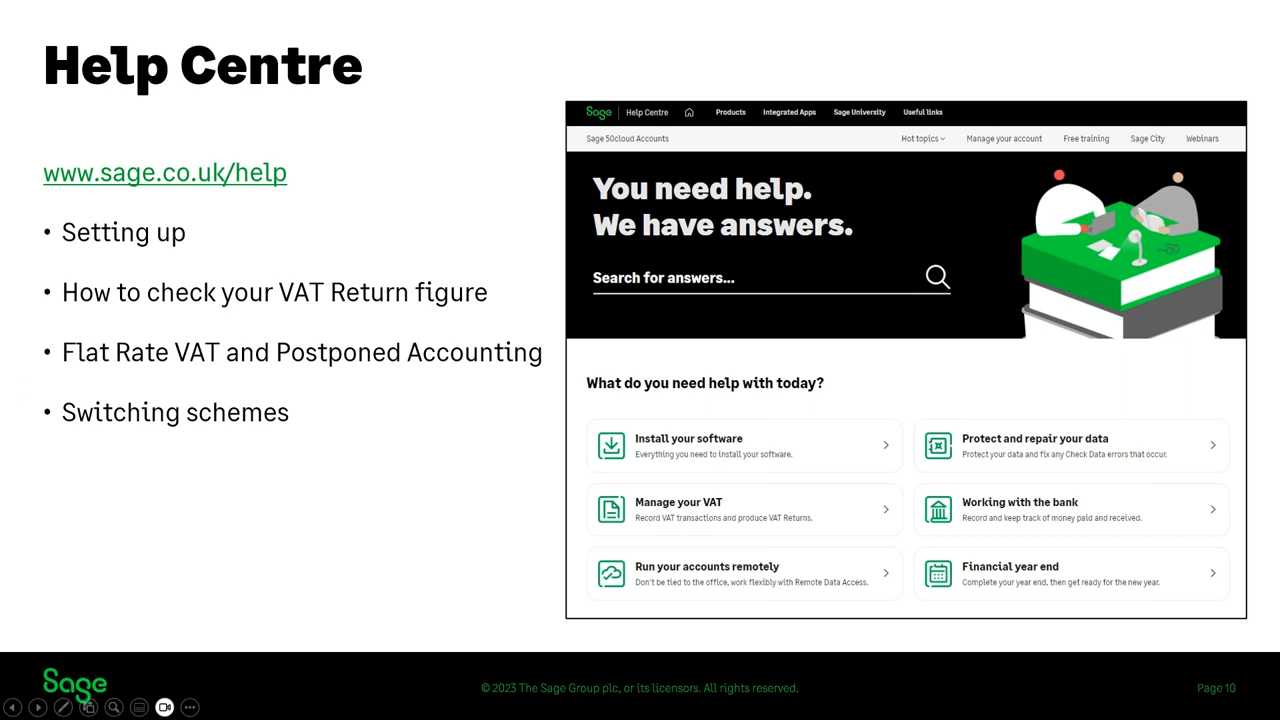 Help Centre
www.sage.co.uk/help
• Setting up
• How to check your VAT Return figure
• Flat Rate VAT and Postponed Accounting
• Switching schemes
Sage | Help Centre Products Integrated Apps Sage University Useful links
Sage 50cloud Accounts Hot topics Manage your account Free training Sage City Webinars
You need help.
We have answers.
Search for answers...
What do you need help with today?
Install your software
Everything you need to install your software.
Protect and repair your data
Protect your data and fix any Check Data errors that occur.
Manage your VAT
Record VAT transactions and produce VAT Returns.
Working with the bank
Record and keep track of money paid and received.
Run your accounts remotely
Don't be tied to the office, work flexibly with Remote Data Access.
Financial year end
Complete your year end, then get ready for the new year.
Sage
© 2023 The Sage Group plc, or its licensors. All rights reserved.
Page 10